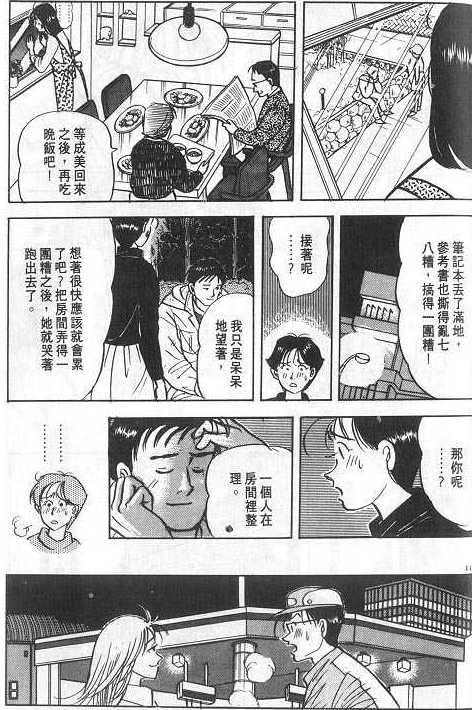 等成美回來
之後，再吃
晚飯吧！
筆記本丟了滿地，
參考書也撕得亂七
八糟，搞得一團糟
接著呢
……？
我只是呆呆
地望著，
想著很快應該就會累
了吧？把房間弄得一
團糟之後，她就哭著
跑出去了。
那你呢
……？
一個人在
房間裡整
理。
……
……
11